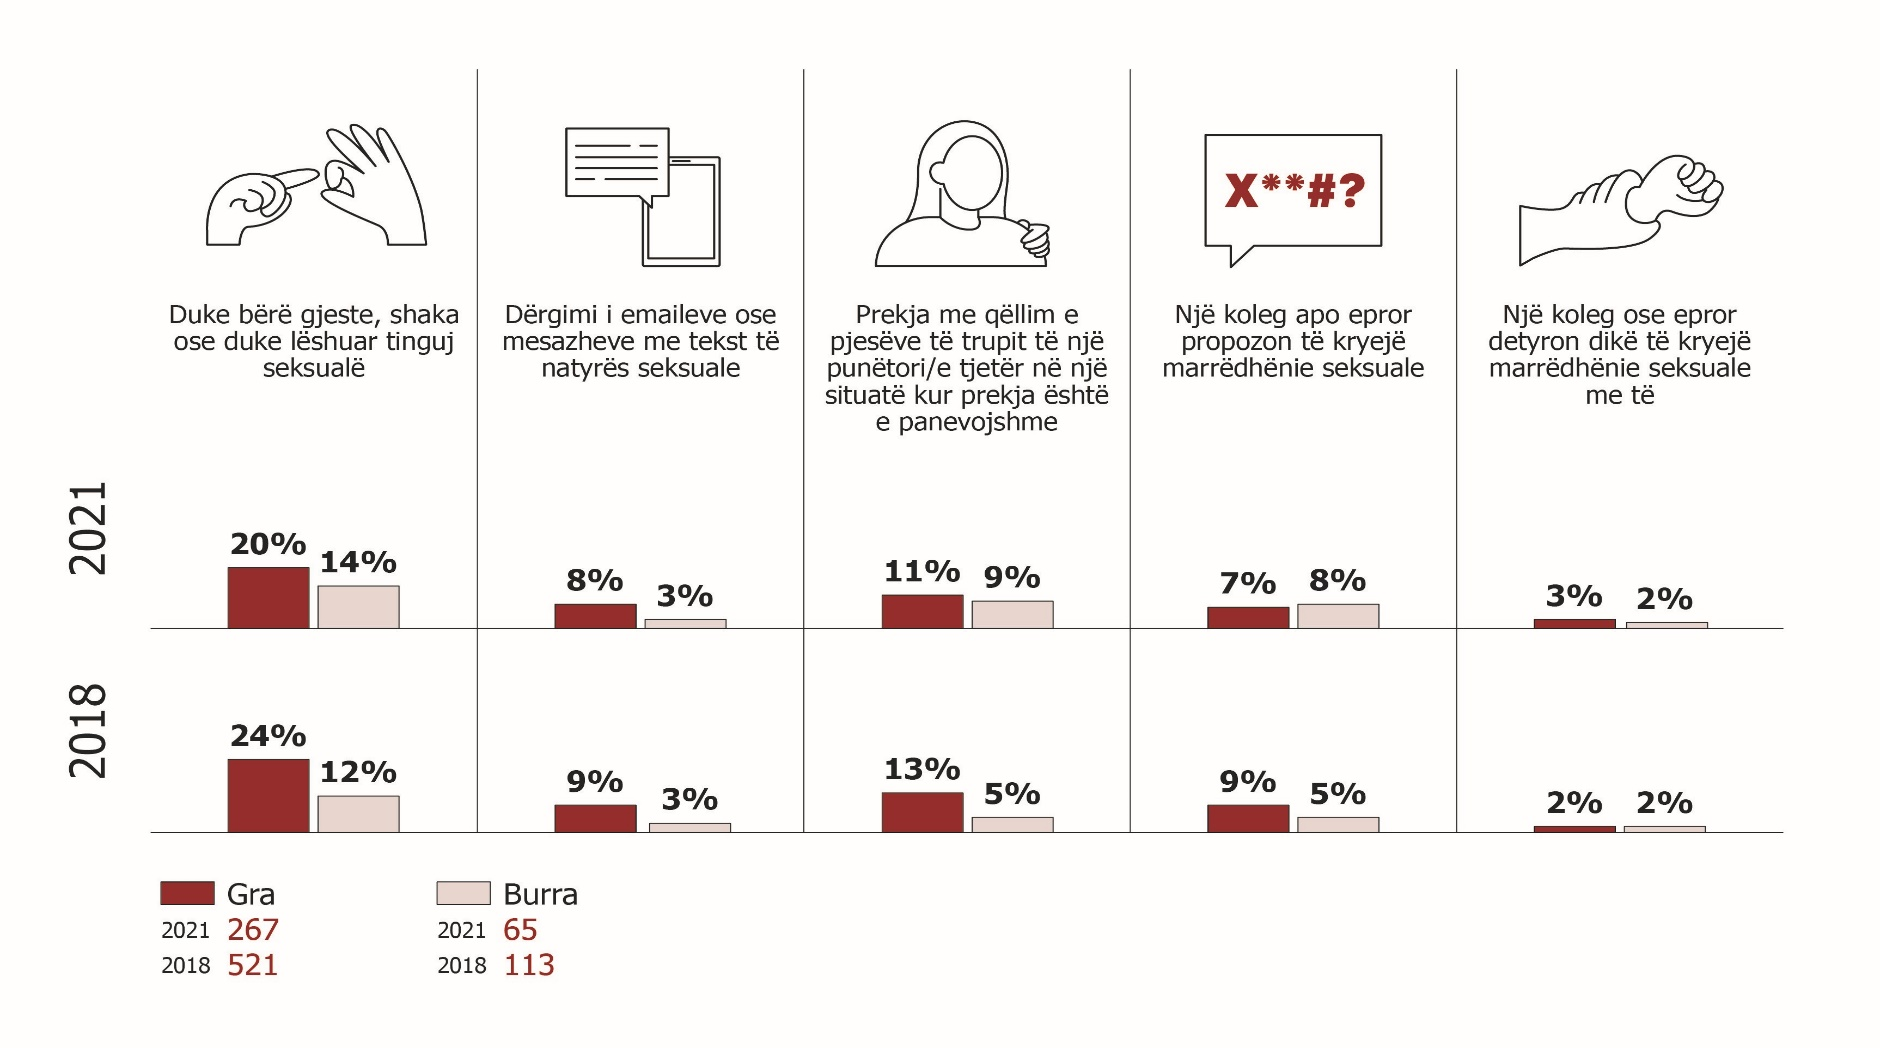 X**#?
Duke bërë gjeste, shaka
ose duke lëshuar tinguj
seksualë
Dërgimi i emaileve ose
mesazheve me tekst të
natyrës seksuale
Prekja me qëllim e
pjesëve të trupit të një
punëtori/e tjetër në një
situatë kur prekja është
e panevojshme
Një koleg apo epror
propozon të kryejë
marrëdhënie seksuale
Një koleg ose epror
detyron dikë të kryejë
marrëdhënie seksuale
me të
2021
20% 14%
8% 3%
11% 9%
7% 8%
3% 2%
2018
24% 12%
9% 3%
13% 5%
9% 5%
2% 2%
Gra
2021 267
2018 521
Burra
2021 65
2018 113